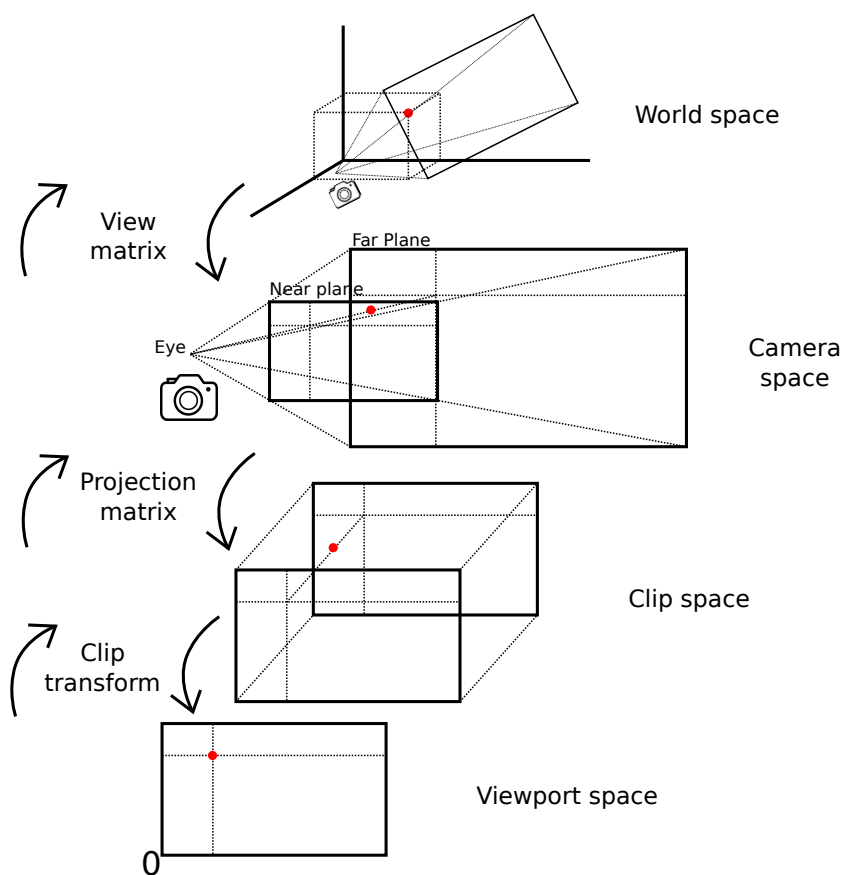 World space
View
matrix
Far Plane
Near plane
Eye
Camera
space
Projection
matrix
Clip space
Clip
transform
Viewport space
0